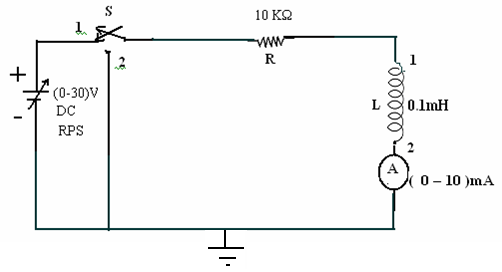 S
10 KΩ
1
2
R
1
+
(0-30)V
DC
RPS
-
L
0.1mH
2
A
( 0 – 10 )mA